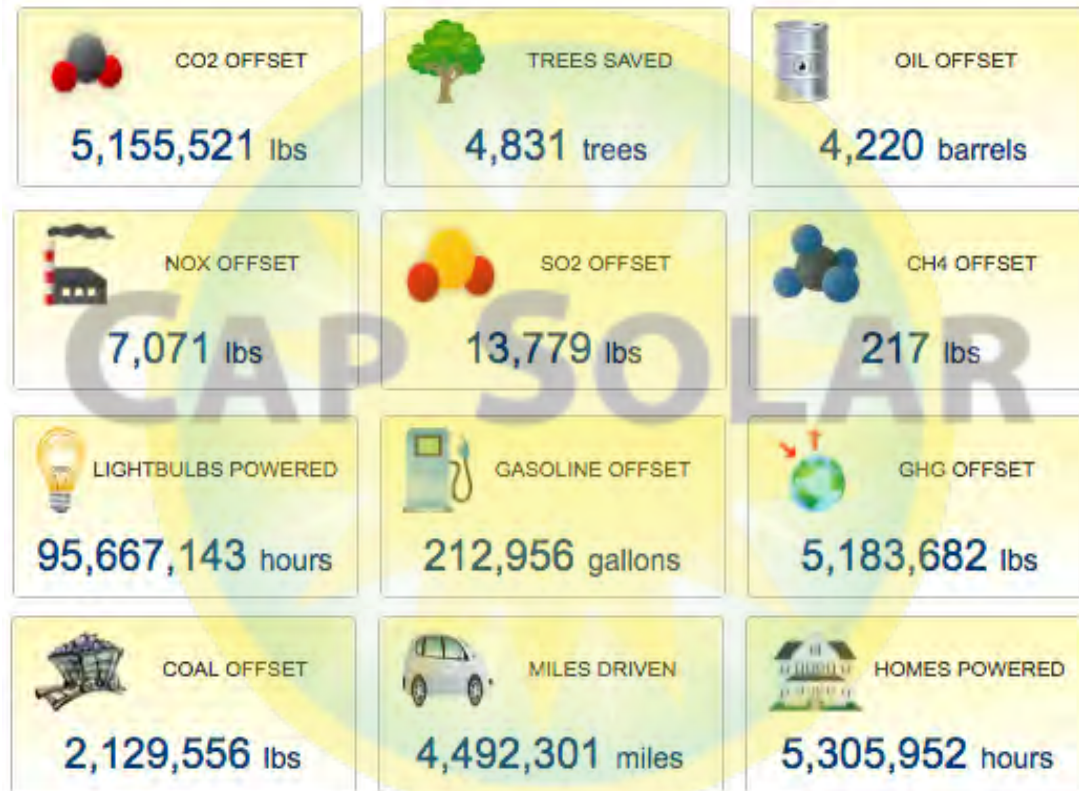 CO2 OFFSET
5,155,521 lbs
TREES SAVED
4,831 trees
OIL OFFSET
4,220 barrels
NOX OFFSET
7,071 lbs
SO2 OFFSET
13,779 lbs
CH4 OFFSET
217 lbs
CAP SOLAR
LIGHTBULBS POWERED
95,667,143 hours
GASOLINE OFFSET
212,956 gallons
GHG OFFSET
5,183,682 lbs
COAL OFFSET
2,129,556 lbs
MILES DRIVEN
4,492,301 miles
HOMES POWERED
5,305,952 hours